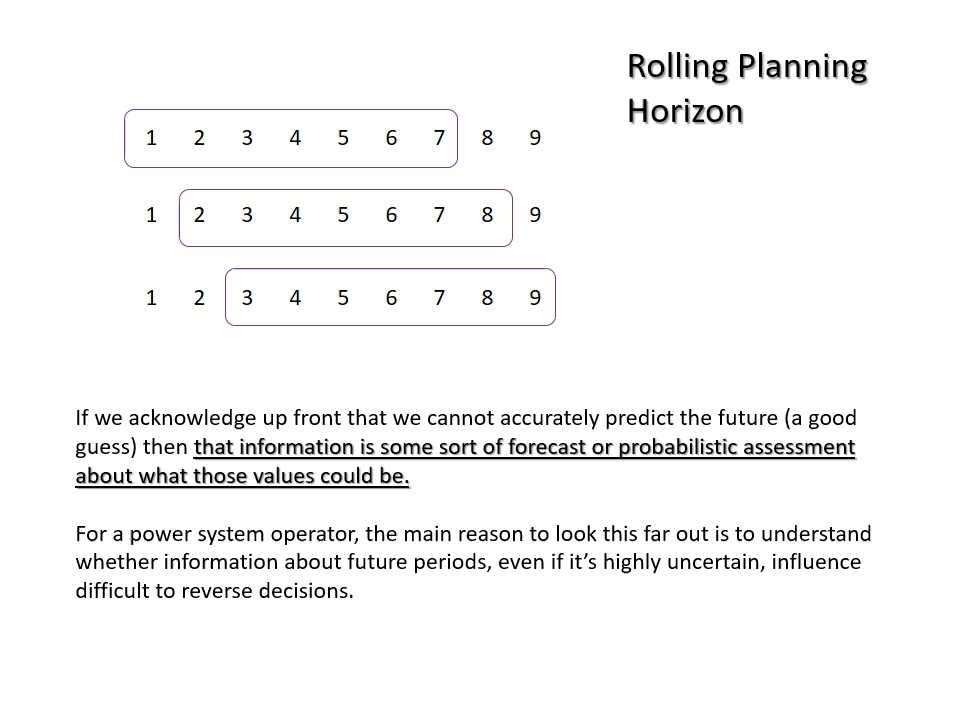 Rolling Planning
Horizon
1 2 3 4 5 6 7 8 9
1 2 3 4 5 6 7 8 9
1 2 3 4 5 6 7 8 9
If we acknowledge up front that we cannot accurately predict the future (a good
guess) then that information is some sort of forecast or probabilistic assessment
about what those values could be.
For a power system operator, the main reason to look this far out is to understand
whether information about future periods, even if it’s highly uncertain, influence
difficult to reverse decisions.